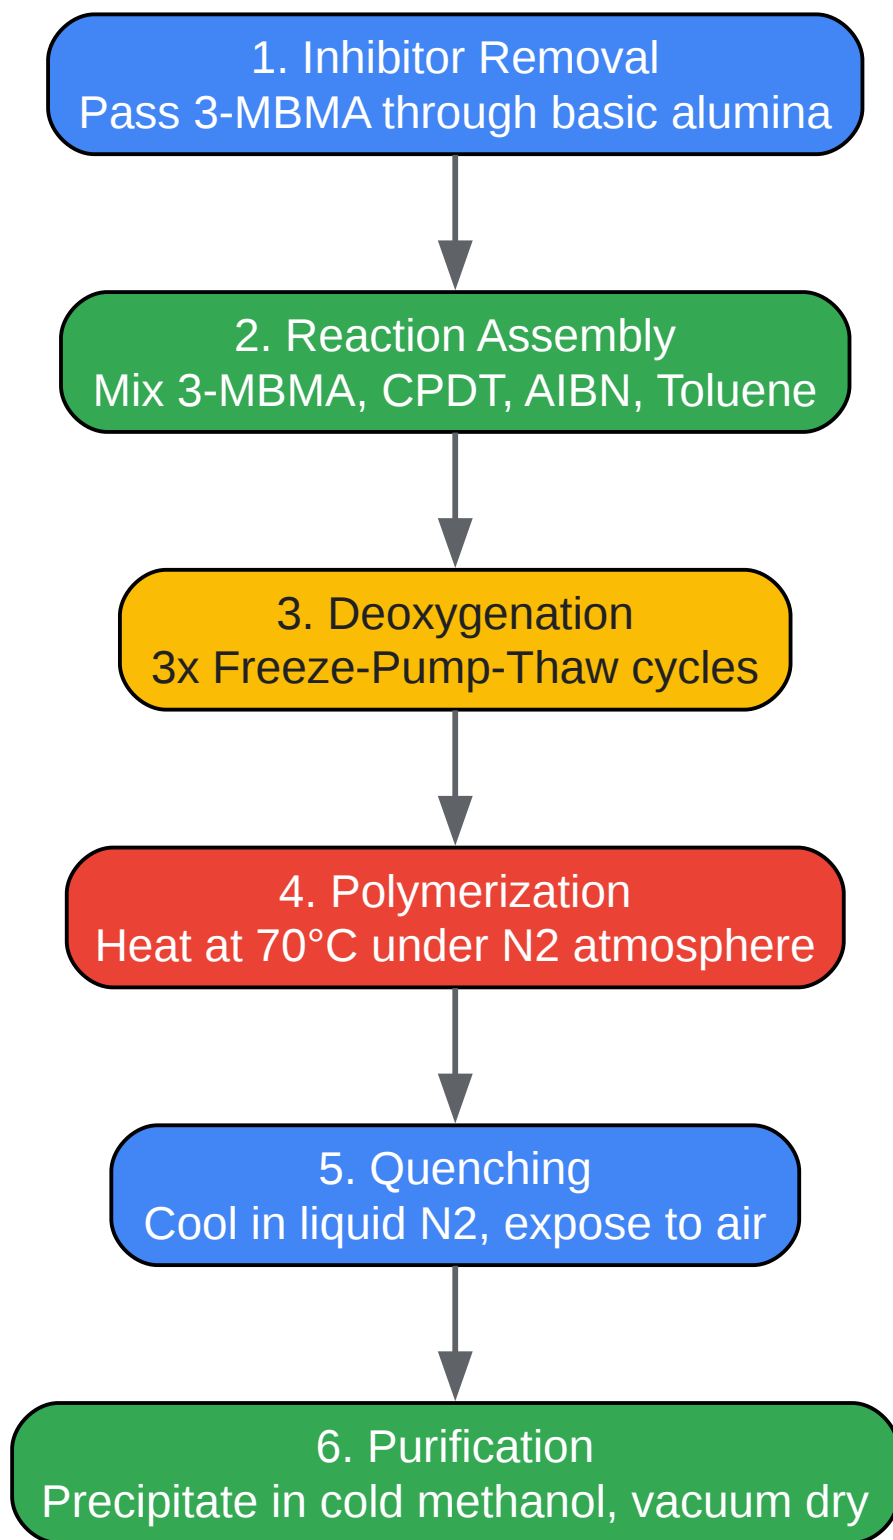 1. Inhibitor Removal
Pass 3-MBMA through basic alumina
2. Reaction Assembly
Mix 3-MBMA, CPDT, AIBN, Toluene
3. Deoxygenation
3x Freeze-Pump-Thaw cycles
4. Polymerization
Heat at 70°C under N2 atmosphere
5. Quenching
Cool in liquid N2, expose to air
6. Purification
Precipitate in cold methanol, vacuum dry